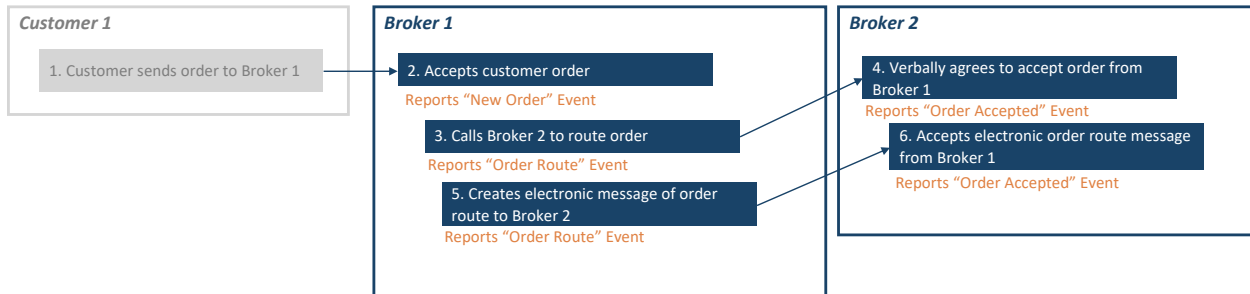 Customer 1
1. Customer sends order to Broker 1
Broker 1
2. Accepts customer order
Reports “New Order” Event
3. Calls Broker 2 to route order
Reports “Order Route” Event
5. Creates electronic message of order
route to Broker 2
Reports “Order Route” Event
Broker 2
4. Verbally agrees to accept order from
Broker 1
Reports “Order Accepted” Event
6. Accepts electronic order route message
from Broker 1
Reports “Order Accepted” Event